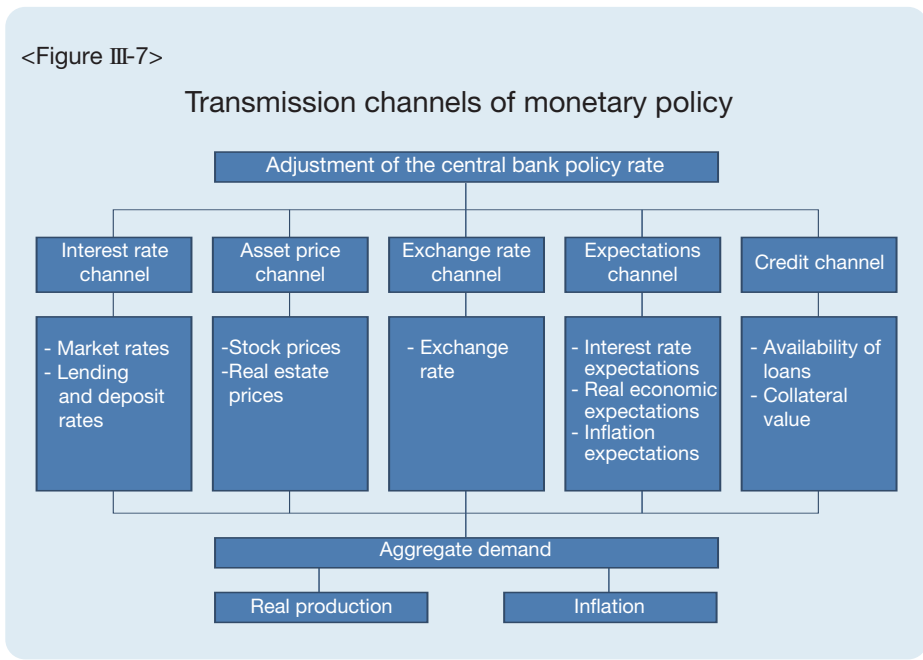 <Figure Ⅲ-7>
Transmission channels of monetary policy
Adjustment of the central bank policy rate
Interest rate
channel
Asset price
channel
Exchange rate
channel
Expectations
channel
Credit channel
- Market rates
- Lending
and deposit
rates
-Stock prices
-Real estate
prices
- Exchange
rate
- Interest rate
expectations
- Real economic
expectations
- Inflation
expectations
- Availability of
loans
- Collateral
value
Aggregate demand
Real production
Inflation